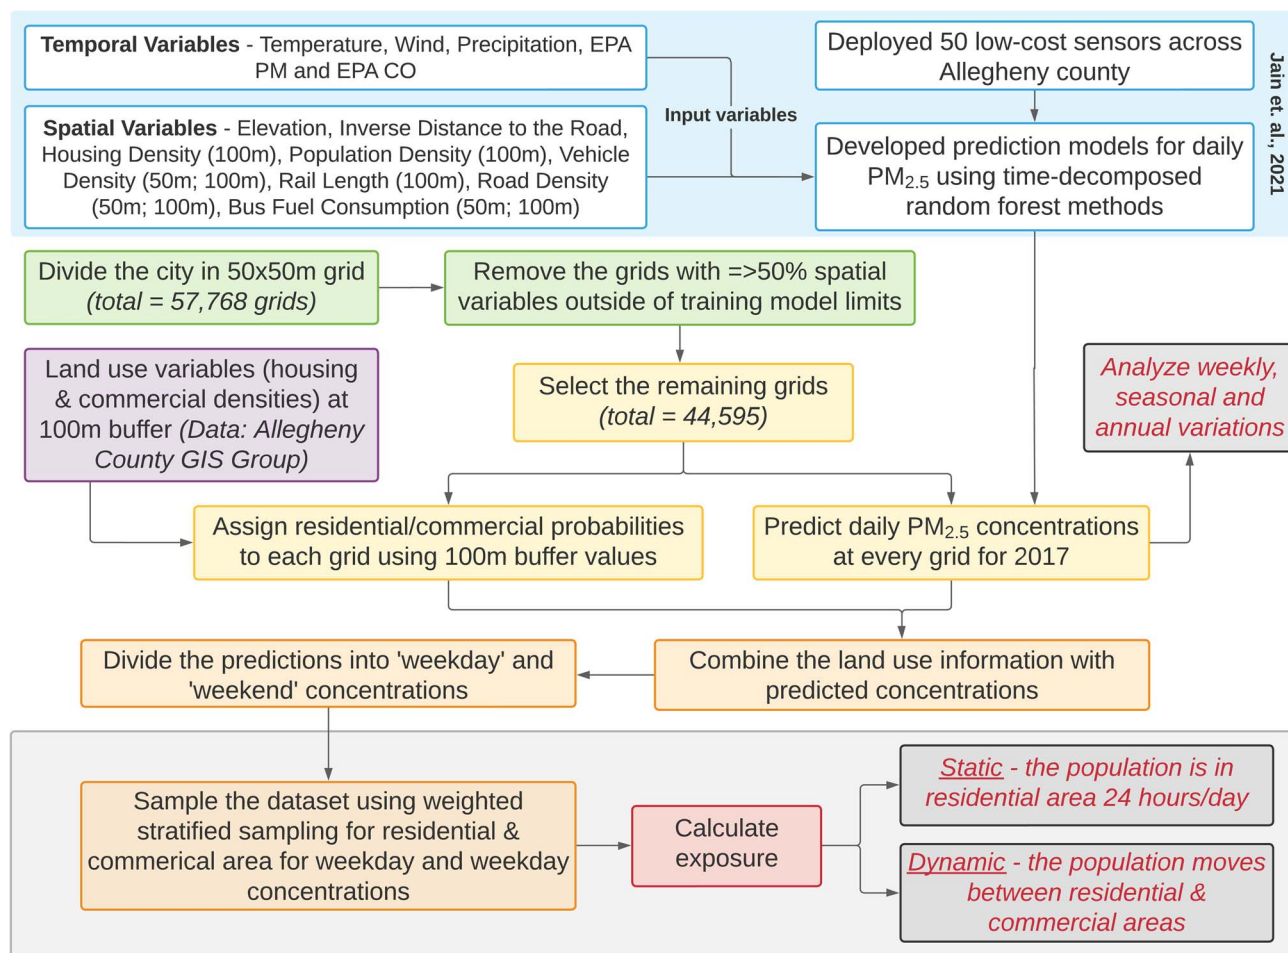 Temporal Variables - Temperature, Wind, Precipitation, EPA
PM and EPA CO
Deployed 50 low-cost sensors across
Allegheny county
Jain et. al., 2021
Input variables
Spatial Variables - Elevation, Inverse Distance to the Road,
Housing Density (100m), Population Density (100m), Vehicle
Density (50m; 100m), Rail Length (100m), Road Density
(50m; 100m), Bus Fuel Consumption (50m; 100m)
Developed prediction models for daily
PM2.5 using time-decomposed
random forest methods
Divide the city in 50x50m grid
(total = 57,768 grids)
Remove the grids with =>50% spatial
variables outside of training model limits
Land use variables (housing
& commercial densities) at
100m buffer (Data: Allegheny
County GIS Group)
Select the remaining grids
(total = 44,595)
Analyze weekly,
seasonal and
annual variations
Assign residential/commercial probabilities
to each grid using 100m buffer values
Predict daily PM2.5 concentrations
at every grid for 2017
Divide the predictions into 'weekday' and
'weekend' concentrations
Combine the land use information with
predicted concentrations
Sample the dataset using weighted
stratified sampling for residential &
commerical area for weekday and weekday
concentrations
Calculate
exposure
Static - the population is in
residential area 24 hours/day
Dynamic - the population moves
between residential &
commercial areas